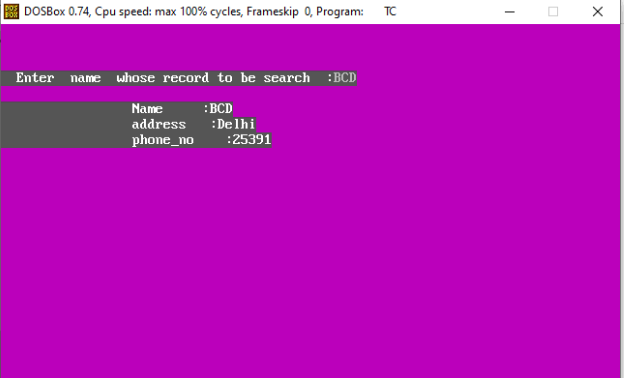 DOSBox 0.74, Cpu speed: max 100% cycles, Frameskip 0, Program: TC
Enter name whose record to be search :BCD
Name :BCD
address :Delhi
phone_no :25391